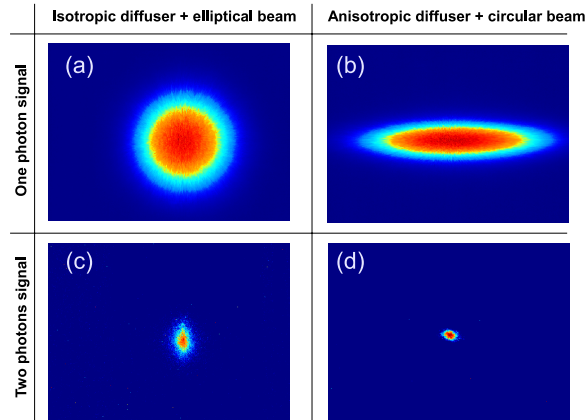 Isotropic diffuser + elliptical beam
Anisotropic diffuser + circular beam
One photon signal
(a)
(b)
Two photons signal
(c)
(d)